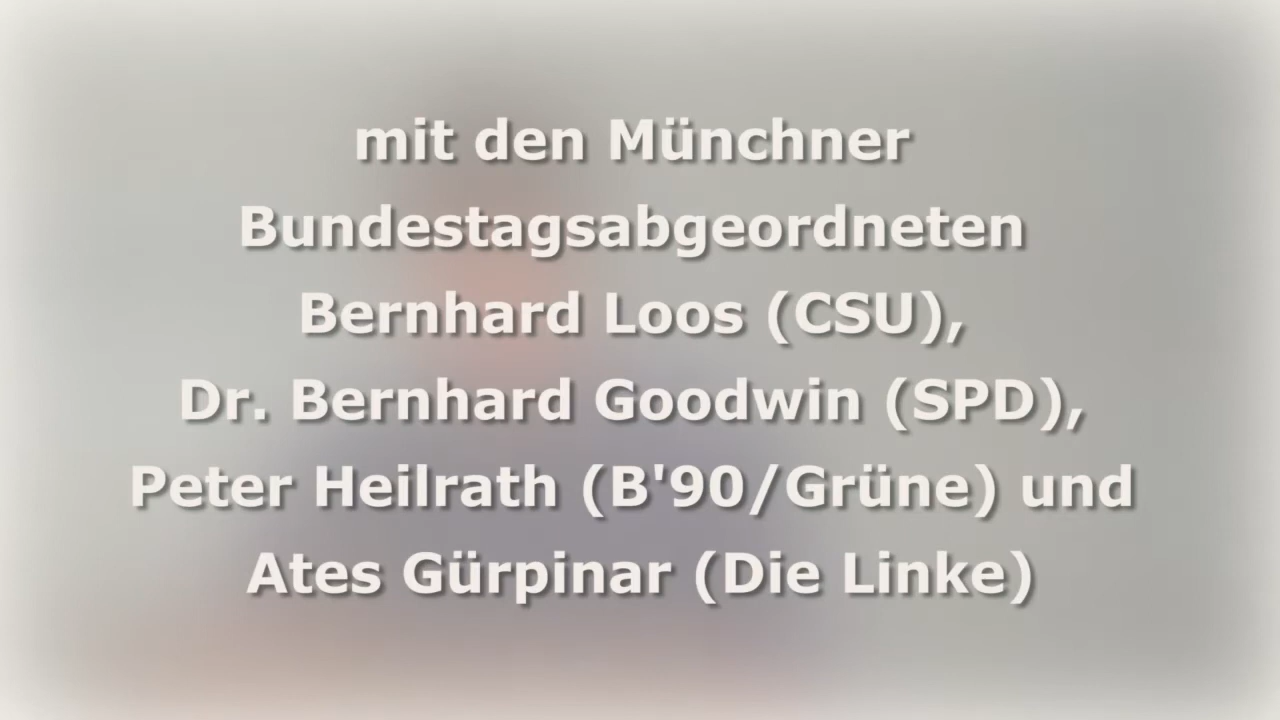 mit den Münchner
Bundestagsabgeordneten
Bernhard Loos (CSU),
Dr. Bernhard Goodwin (SPD),
Peter Heilrath (B'90/Grüne) und
Ates Gürpinar (Die Linke)